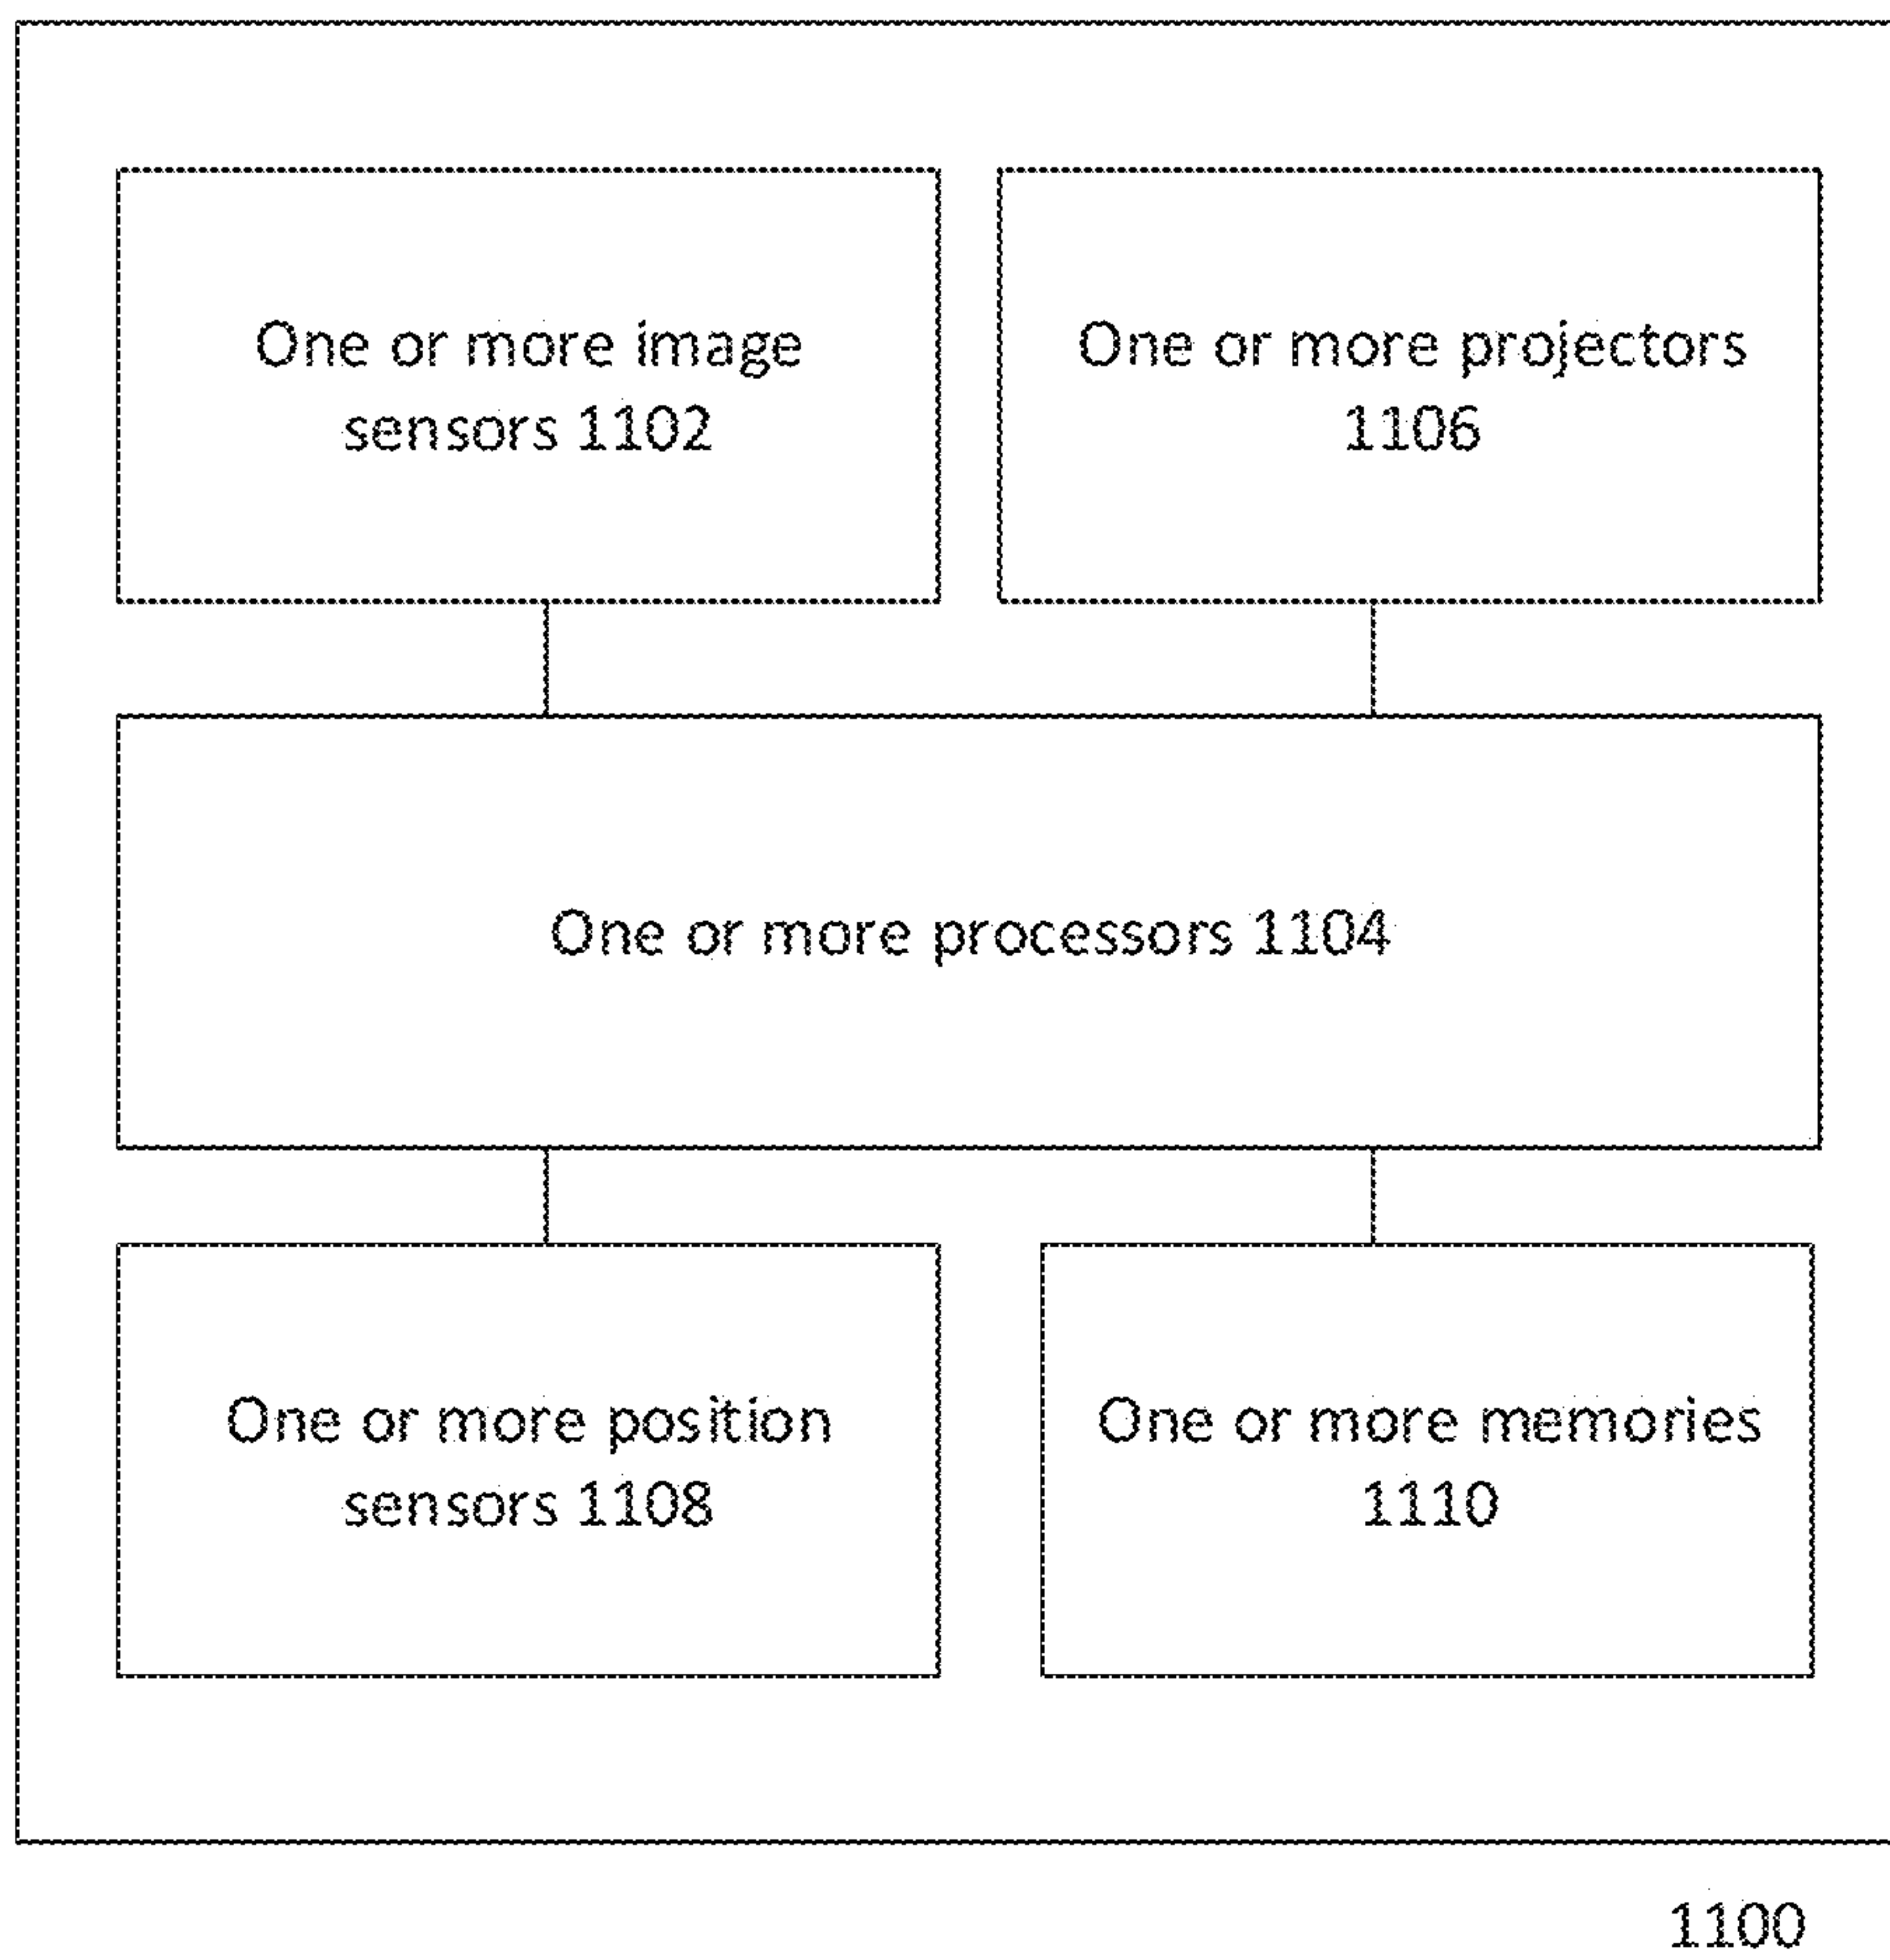 One or more image
sensors 1102
One or more projectors
1106
One or more processors 1104
One or more position
sensors 1108
One or more memories
1110
1100